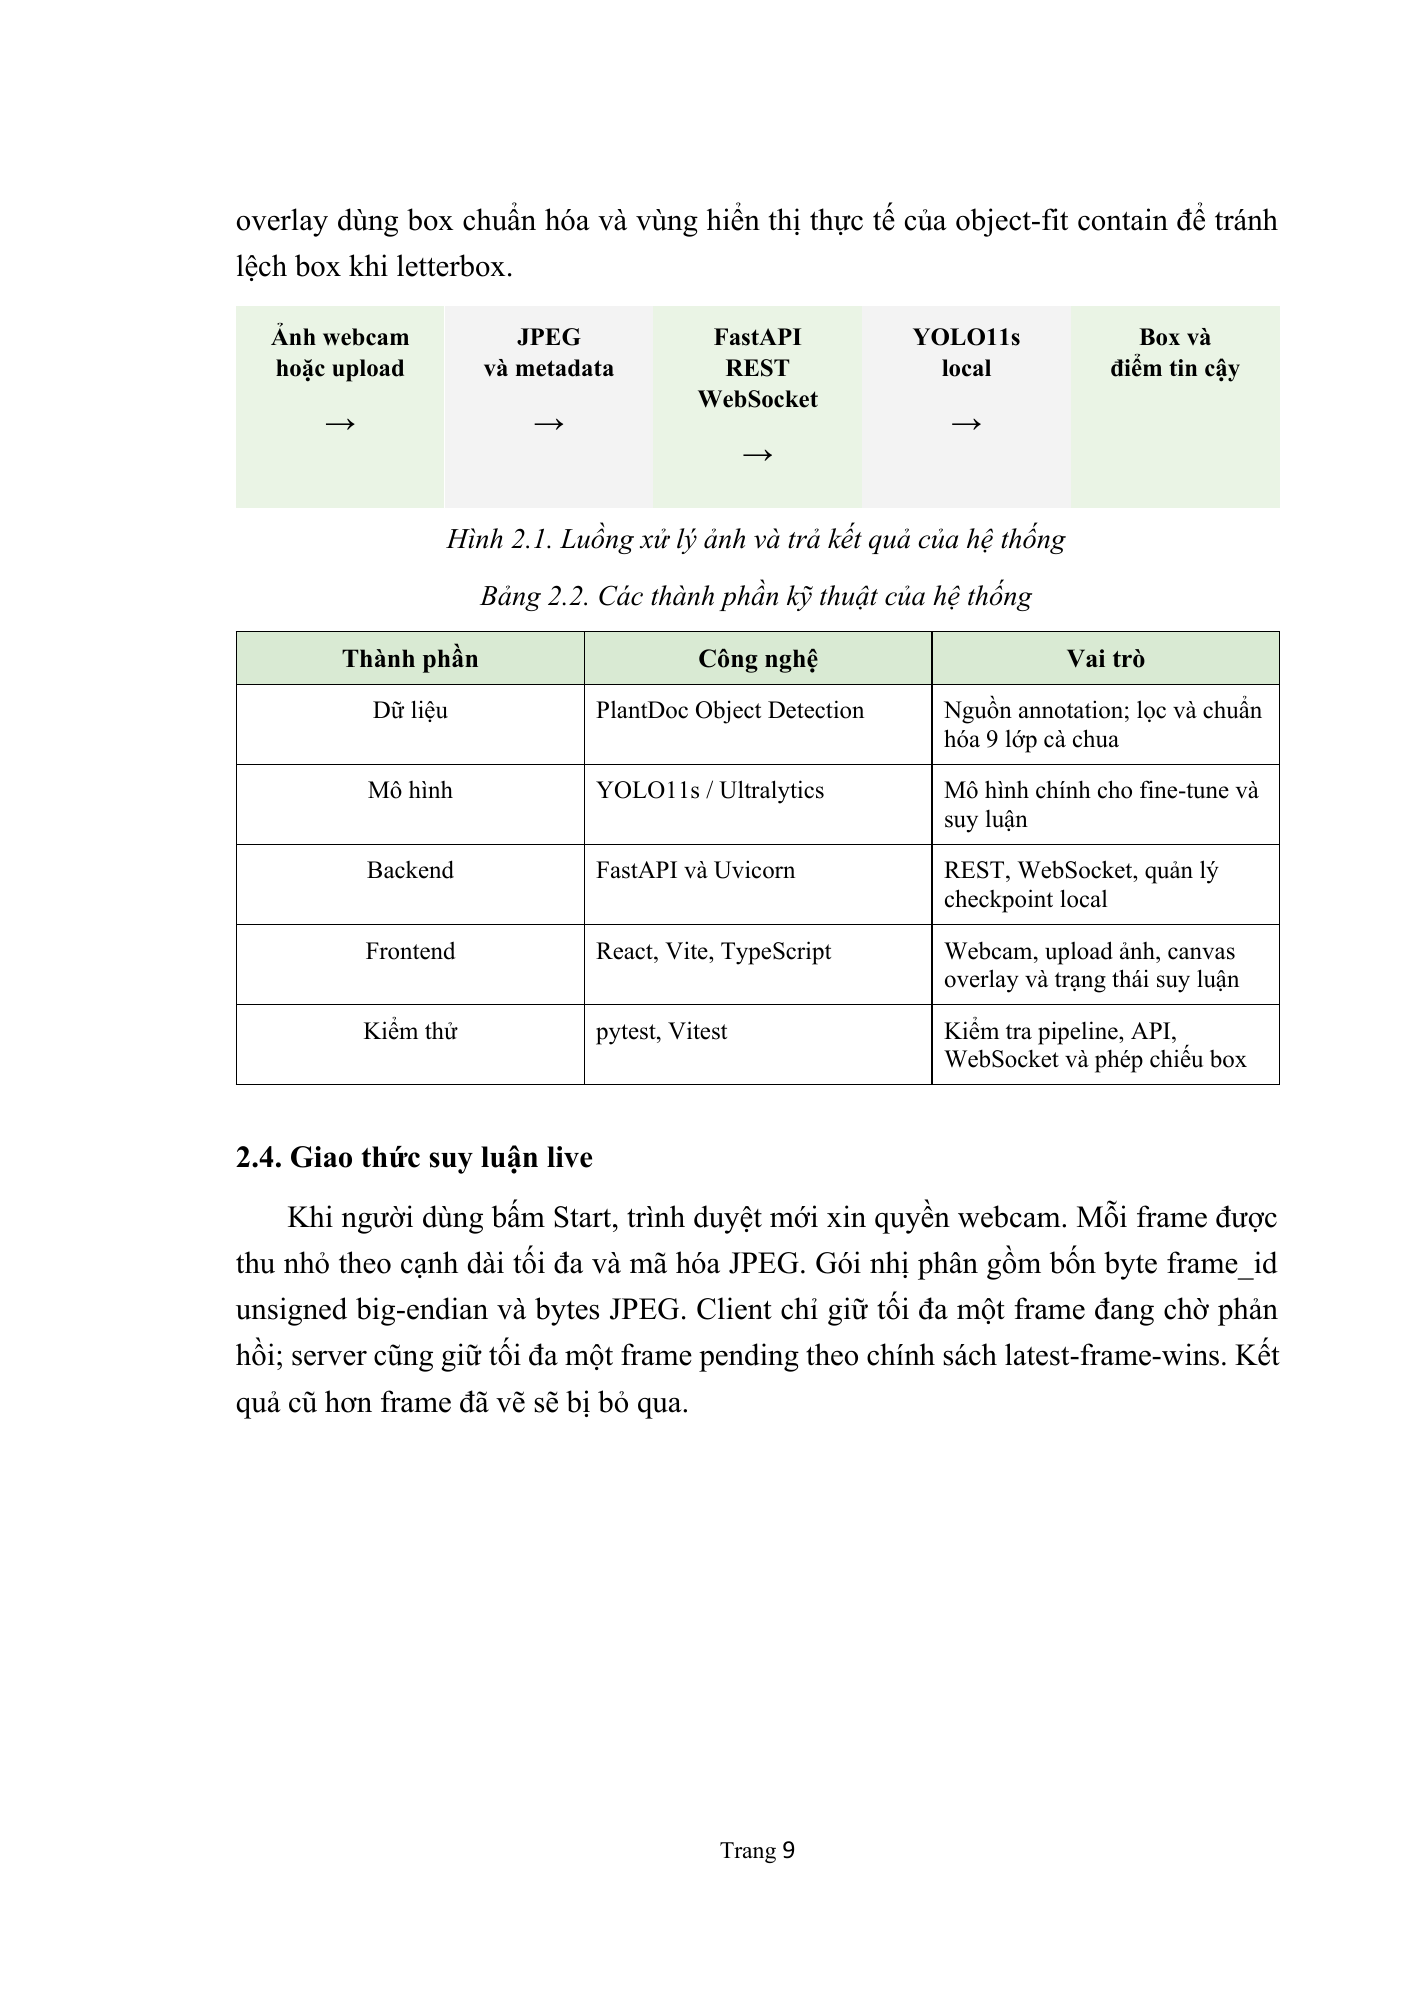 overlay dùng box chuẩn hóa và vùng hiển thị thực tế của object-fit contain để tránh
lệch box khi letterbox.
Ảnh webcam
hoặc upload
→
JPEG
và metadata
→
FastAPI
REST
WebSocket
→
YOLO11s
local
→
Box và
điểm tin cậy
Hình 2.1. Luồng xử lý ảnh và trả kết quả của hệ thống
Bảng 2.2. Các thành phần kỹ thuật của hệ thống
Thành phần
Công nghệ
Vai trò
Dữ liệu
PlantDoc Object Detection
Nguồn annotation; lọc và chuẩn
hóa 9 lớp cà chua
Mô hình
YOLO11s / Ultralytics
Mô hình chính cho fine-tune và
suy luận
Backend
FastAPI và Uvicorn
REST, WebSocket, quản lý
checkpoint local
Frontend
React, Vite, TypeScript
Webcam, upload ảnh, canvas
overlay và trạng thái suy luận
Kiểm thử
pytest, Vitest
Kiểm tra pipeline, API,
WebSocket và phép chiếu box
2.4. Giao thức suy luận live
Khi người dùng bấm Start, trình duyệt mới xin quyền webcam. Mỗi frame được
thu nhỏ theo cạnh dài tối đa và mã hóa JPEG. Gói nhị phân gồm bốn byte frame_id
unsigned big-endian và bytes JPEG. Client chỉ giữ tối đa một frame đang chờ phản
hồi; server cũng giữ tối đa một frame pending theo chính sách latest-frame-wins. Kết
quả cũ hơn frame đã vẽ sẽ bị bỏ qua.
Trang 9